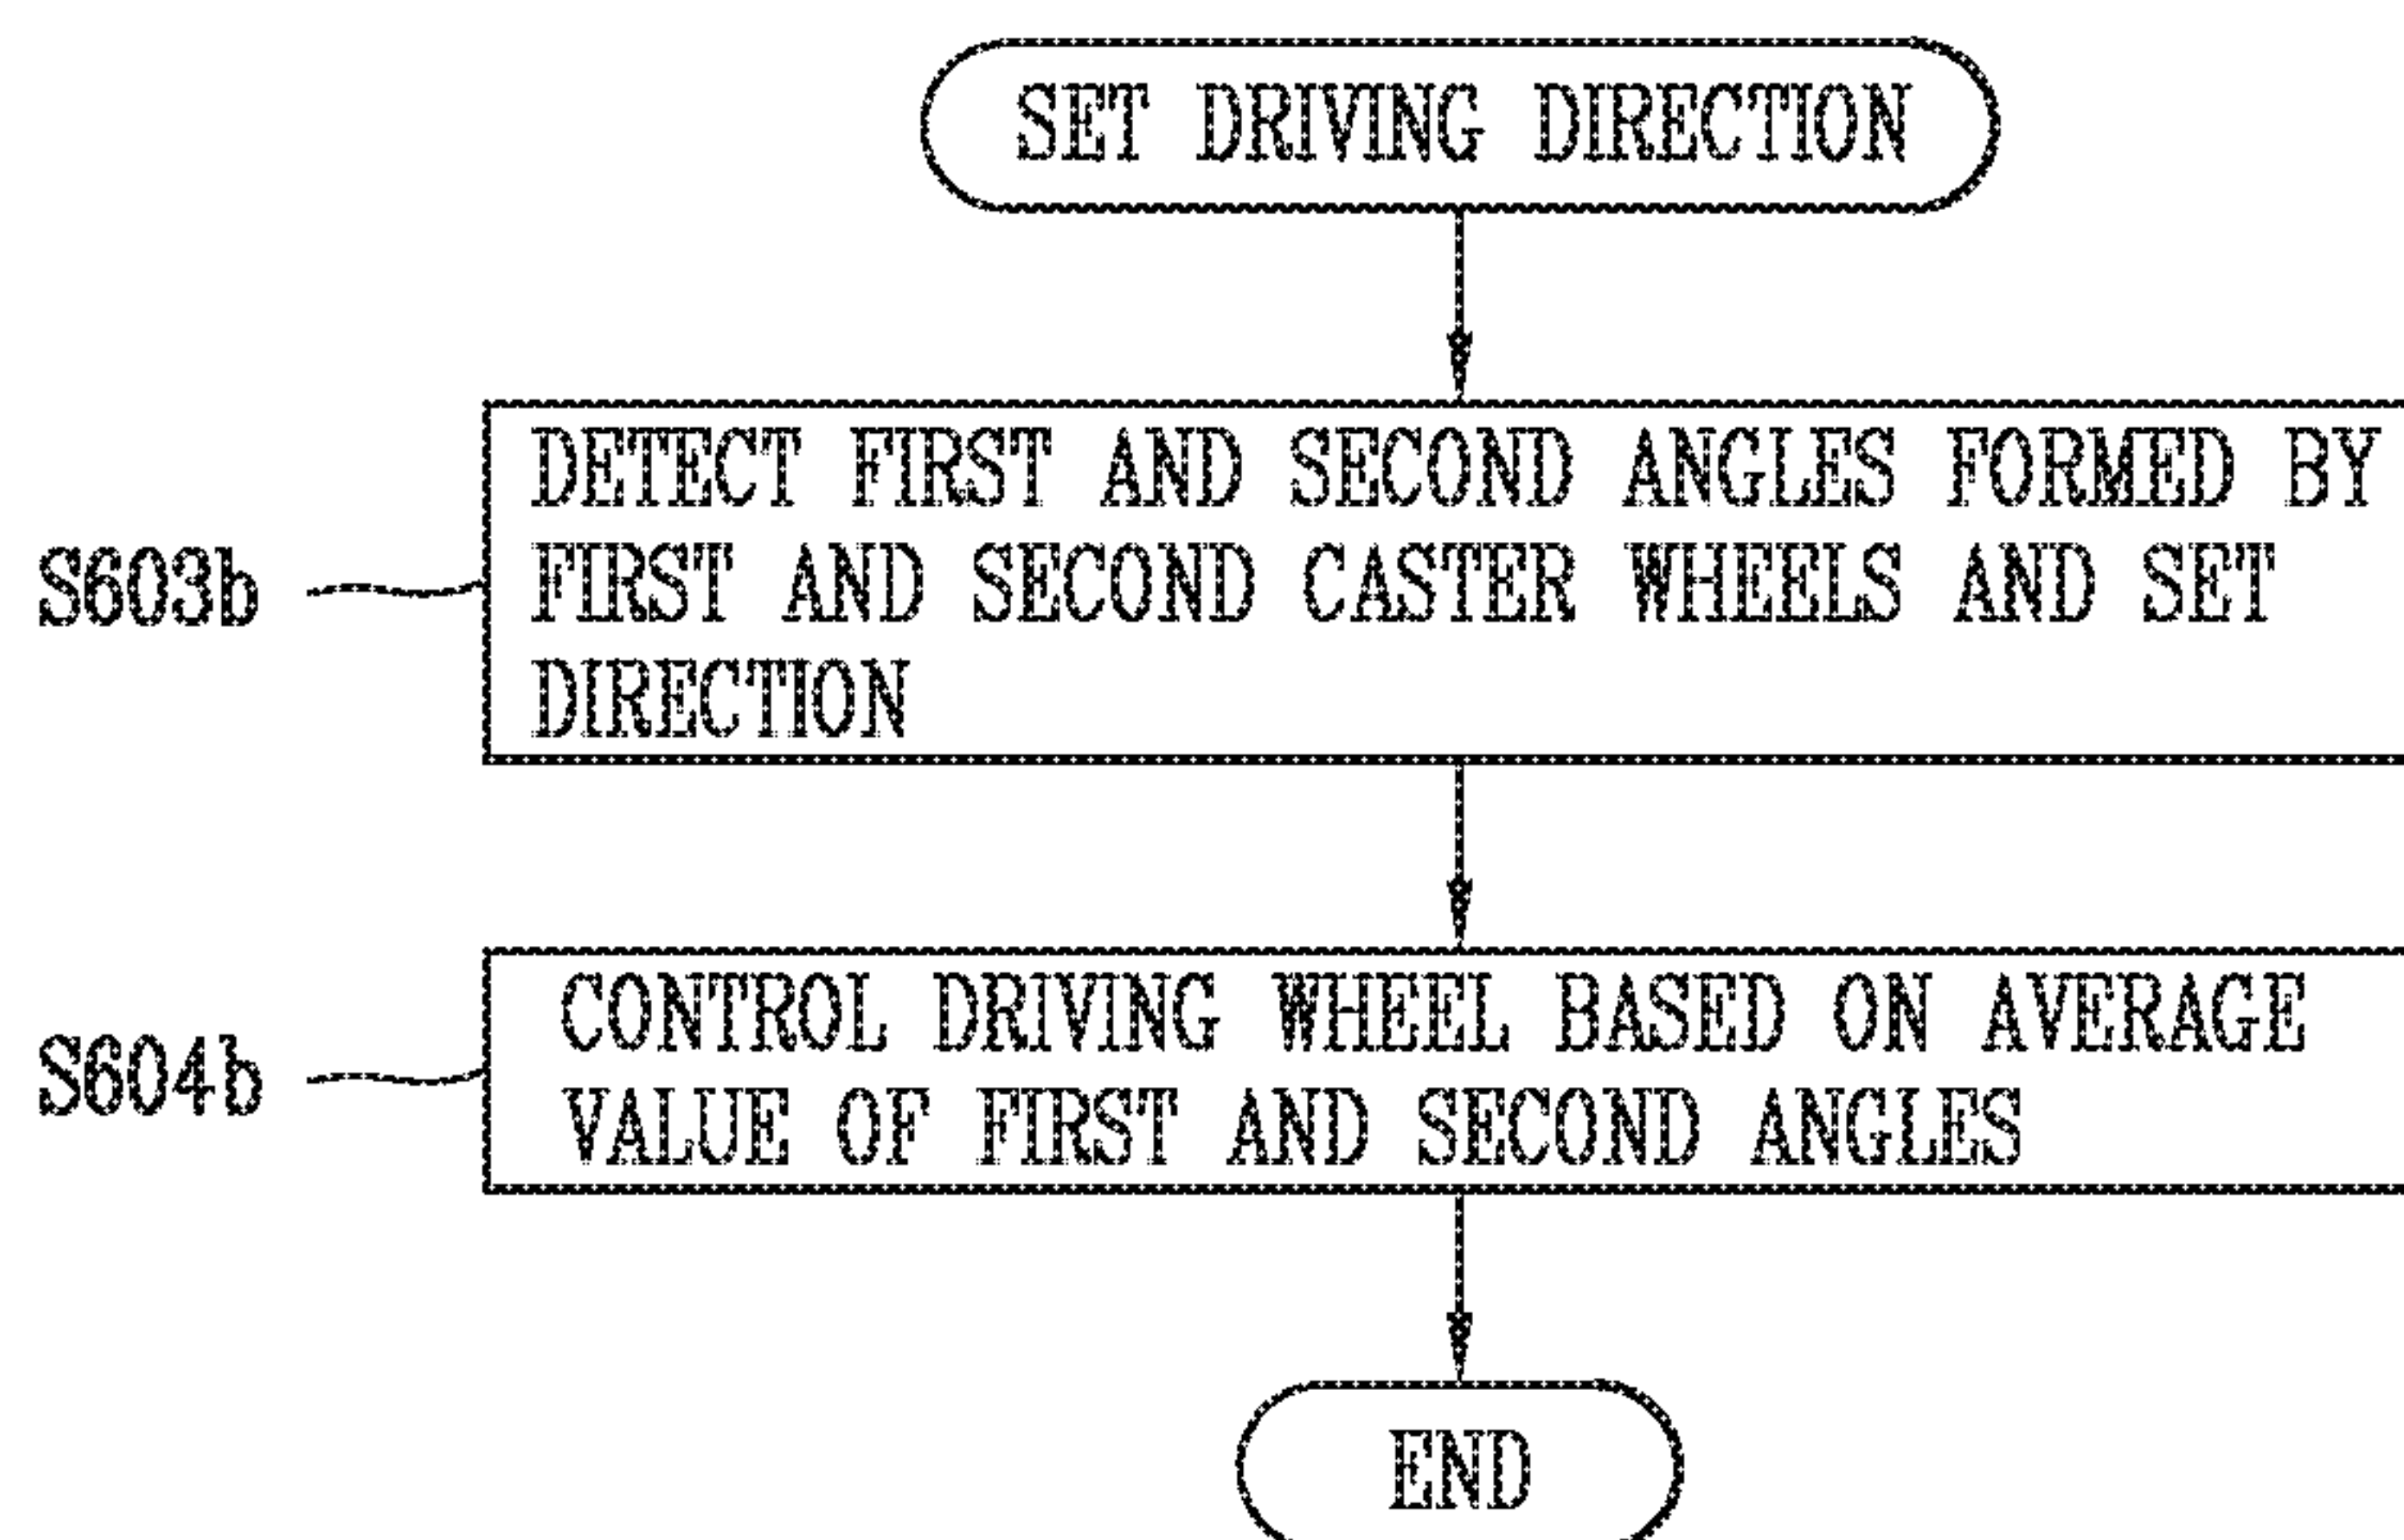 SET DRIVING DIRECTION
DETECT FIRST AND SECOND ANGLES FORMED BY
S603b FIRST AND SECOND CASTER WHEELS AND SET
DIRECTION
CONTROL DRIVING WHEEL BASED ON AVERAGE
S604b VALUE OF FIRST AND SECOND ANGLES
END